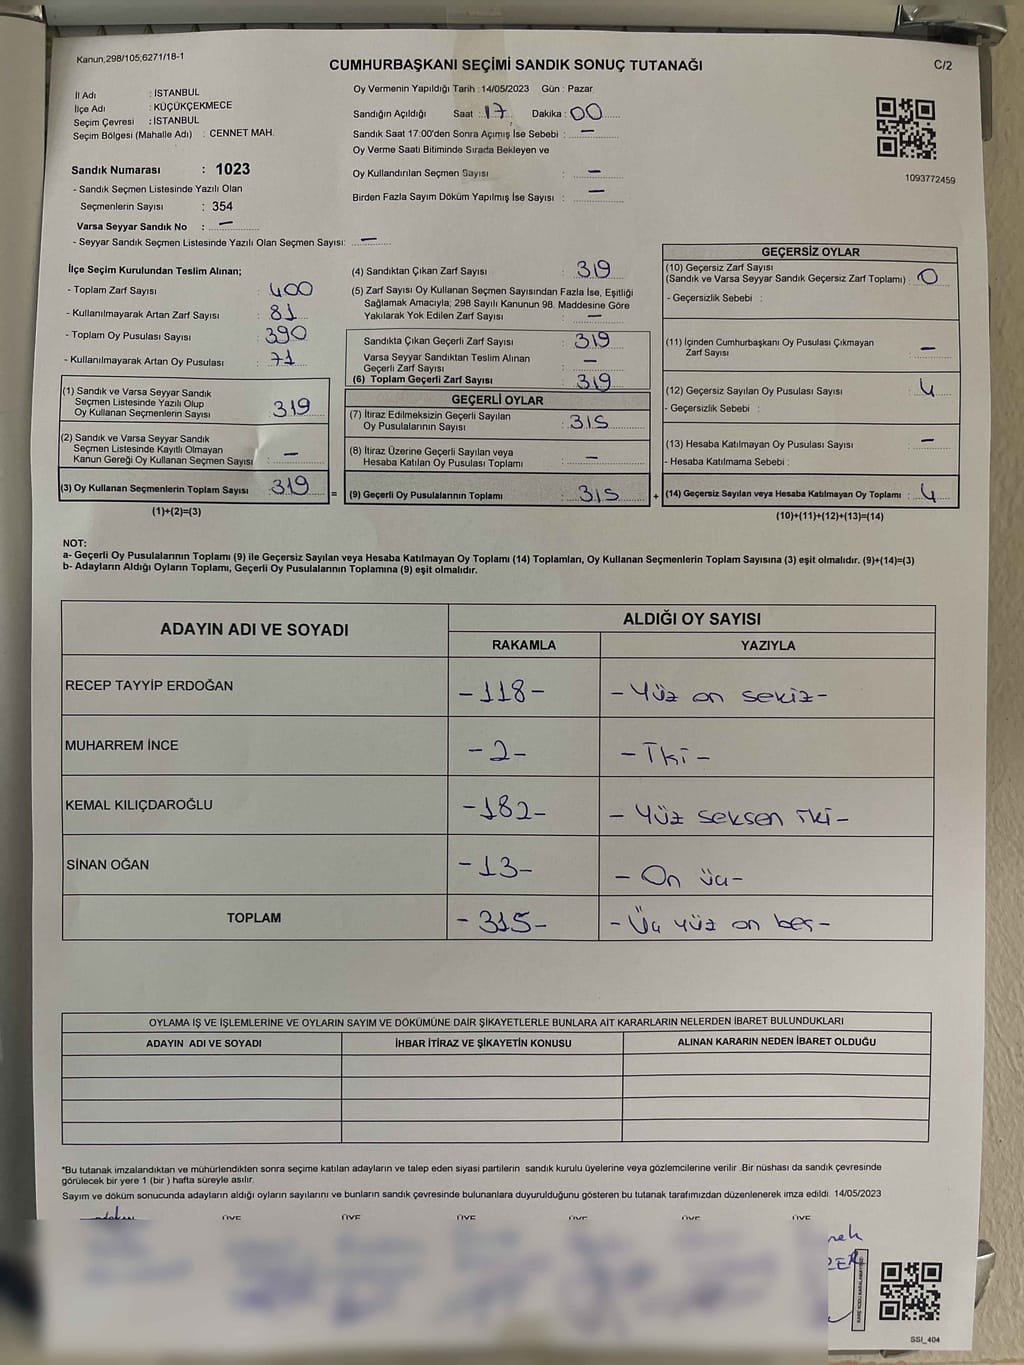 Kanun;298/105;6271/18-1
CUMHURBAŞKANI SEÇİMİ SANDIK SONUÇ TUTANAĞI
C/2
İl Adı : İSTANBUL
İlçe Adı : KÜÇÜKÇEKMECE
Seçim Çevresi : İSTANBUL
Seçim Bölgesi (Mahalle Adı) : CENNET MAH.
Oy Vermenin Yapıldığı Tarih : 14/05/2023 Gün : Pazar
Sandığın Açıldığı Saat : 17 Dakika : 00
Sandık Saat 17:00'den Sonra Açımış İse Sebebi : —
Oy Verme Saati Bitiminde Sırada Bekleyen ve
Oy Kullandırılan Seçmen Sayısı : —
Birden Fazla Sayım Döküm Yapılmış İse Sayısı : —
1093772459
Sandık Numarası : 1023
- Sandık Seçmen Listesinde Yazılı Olan
Seçmenlerin Sayısı : 354
Varsa Seyyar Sandık No : —
- Seyyar Sandık Seçmen Listesinde Yazılı Olan Seçmen Sayısı: —
İlçe Seçim Kurulundan Teslim Alınan;
- Toplam Zarf Sayısı : 400
- Kullanılmayarak Artan Zarf Sayısı : 81
- Toplam Oy Pusulası Sayısı : 390
- Kullanılmayarak Artan Oy Pusulası : 71
(1) Sandık ve Varsa Seyyar Sandık
Seçmen Listesinde Yazılı Olup
Oy Kullanan Seçmenlerin Sayısı : 319
(2) Sandık ve Varsa Seyyar Sandık
Seçmen Listesinde Kayıtlı Olmayan
Kanun Gereği Oy Kullanan Seçmen Sayısı : —
(3) Oy Kullanan Seçmenlerin Toplam Sayısı : 319
(1)+(2)=(3)
=
(4) Sandıktan Çıkan Zarf Sayısı : 319
(5) Zarf Sayısı Oy Kullanan Seçmen Sayısından Fazla İse, Eşitliği
Sağlamak Amacıyla; 298 Sayılı Kanunun 98. Maddesine Göre
Yakılarak Yok Edilen Zarf Sayısı : —
Sandıkta Çıkan Geçerli Zarf Sayısı : 319
Varsa Seyyar Sandıktan Teslim Alınan
Geçerli Zarf Sayısı : —
(6) Toplam Geçerli Zarf Sayısı : 319
GEÇERLİ OYLAR
(7) İtiraz Edilmeksizin Geçerli Sayılan
Oy Pusulalarının Sayısı : 315
(8) İtiraz Üzerine Geçerli Sayılan veya
Hesaba Katılan Oy Pusulası Toplamı : —
(9) Geçerli Oy Pusulalarının Toplamı : 315
+
GEÇERSİZ OYLAR
(10) Geçersiz Zarf Sayısı
(Sandık ve Varsa Seyyar Sandık Geçersiz Zarf Toplamı) : 0
- Geçersizlik Sebebi :
(11) İçinden Cumhurbaşkanı Oy Pusulası Çıkmayan
Zarf Sayısı : —
(12) Geçersiz Sayılan Oy Pusulası Sayısı : 4
- Geçersizlik Sebebi :
(13) Hesaba Katılmayan Oy Pusulası Sayısı : —
- Hesaba Katılmama Sebebi :
(14) Geçersiz Sayılan veya Hesaba Katılmayan Oy Toplamı : 4
(10)+(11)+(12)+(13)=(14)
NOT:
a- Geçerli Oy Pusulalarının Toplamı (9) ile Geçersiz Sayılan veya Hesaba Katılmayan Oy Toplamı (14) Toplamları, Oy Kullanan Seçmenlerin Toplam Sayısına (3) eşit olmalıdır. (9)+(14)=(3)
b- Adayların Aldığı Oyların Toplamı, Geçerli Oy Pusulalarının Toplamına (9) eşit olmalıdır.
ADAYIN ADI VE SOYADI
ALDIĞI OY SAYISI
RAKAMLA YAZIYLA
RECEP TAYYİP ERDOĞAN -118- -Yüz on sekiz-
MUHARREM İNCE -2- -İki-
KEMAL KILIÇDAROĞLU -182- -Yüz seksen iki-
SİNAN OĞAN -13- -On üç-
TOPLAM -315- -Üç yüz on beş-
OYLAMA İŞ VE İŞLEMLERİNE VE OYLARIN SAYIM VE DÖKÜMÜNE DAİR ŞİKAYETLERLE BUNLARA AİT KARARLARIN NELERDEN İBARET BULUNDUKLARI
ADAYIN ADI VE SOYADI İHBAR İTİRAZ VE ŞİKAYETİN KONUSU ALINAN KARARIN NEDEN İBARET OLDUĞU
*Bu tutanak imzalandıktan ve mühürlendikten sonra seçime katılan adayların ve talep eden siyasi partilerin sandık kurulu üyelerine veya gözlemcilerine verilir .Bir nüshası da sandık çevresinde
görülecek bir yere 1 (bir ) hafta süreyle asılır.
Sayım ve döküm sonucunda adayların aldığı oyların sayılarını ve bunların sandık çevresinde bulunanlara duyurulduğunu gösteren bu tutanak tarafımızdan düzenlenerek imza edildi. 14/05/2023
ÜYE ÜYE ÜYE ÜYE ÜYE ÜYE
SSI_404